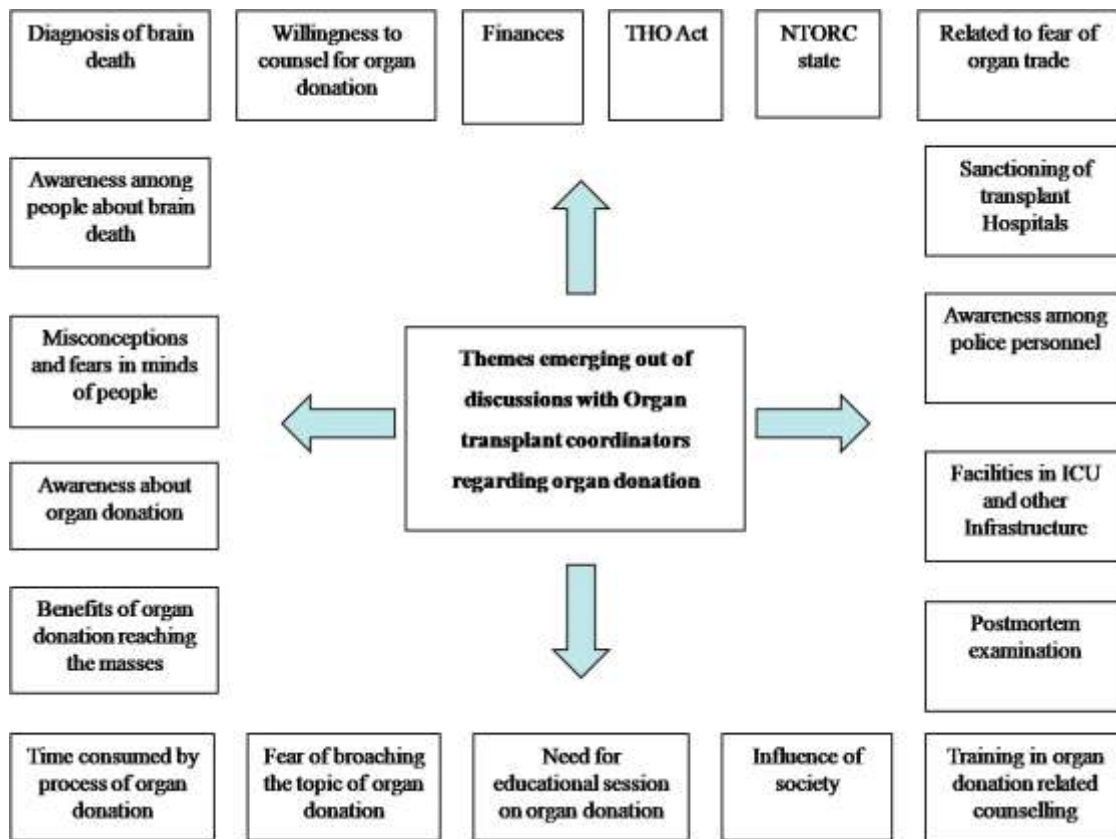 Diagnosis of brain
death
Willingness to
counsel for organ
donation
Finances
THO Act
NTORC
state
Related to fear of
organ trade
Awareness among
people about brain
death
Sanctioning of
transplant
Hospitals
Misconceptions
and fears in minds
of people
Themes emerging out of
discussions with Organ
transplant coordinators
regarding organ donation
Awareness among
police personnel
Awareness about
organ donation
Facilities in ICU
and other
Infrastructure
Benefits of organ
donation reaching
the masses
Postmortem
examination
Time consumed by
process of organ
donation
Fear of broaching
the topic of organ
donation
Need for
educational session
on organ donation
Influence of
society
Training in organ
donation related
counselling